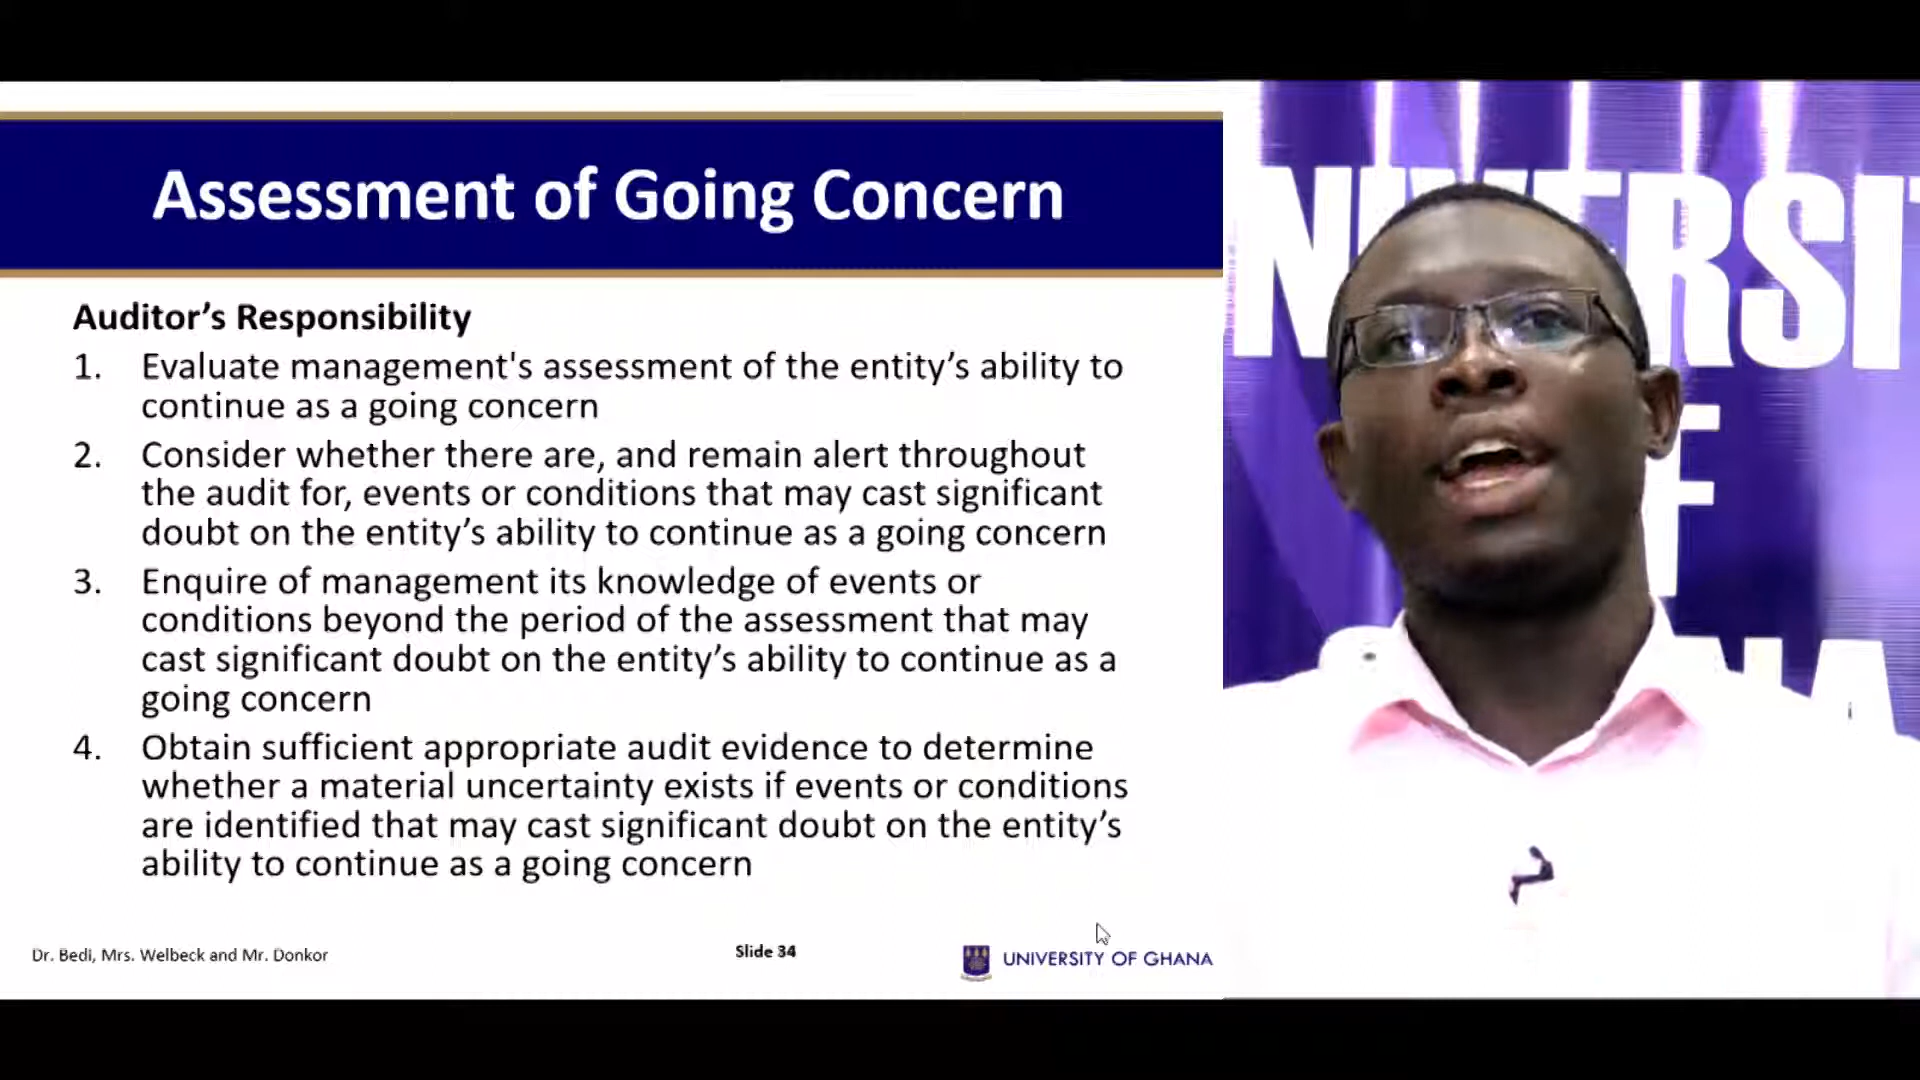 Assessment of Going Concern
Auditor's Responsibility
1. Evaluate management's assessment of the entity's ability to
continue as a going concern
2. Consider whether there are, and remain alert throughout
the audit for, events or conditions that may cast significant
doubt on the entity's ability to continue as a going concern
3. Enquire of management its knowledge of events or
conditions beyond the period of the assessment that may
cast significant doubt on the entity's ability to continue as a
going concern
4. Obtain sufficient appropriate audit evidence to determine
whether a material uncertainty exists if events or conditions
are identified that may cast significant doubt on the entity's
ability to continue as a going concern
Dr. Bedi, Mrs. Welbeck and Mr. Donkor
Slide 34
UNIVERSITY OF GHANA